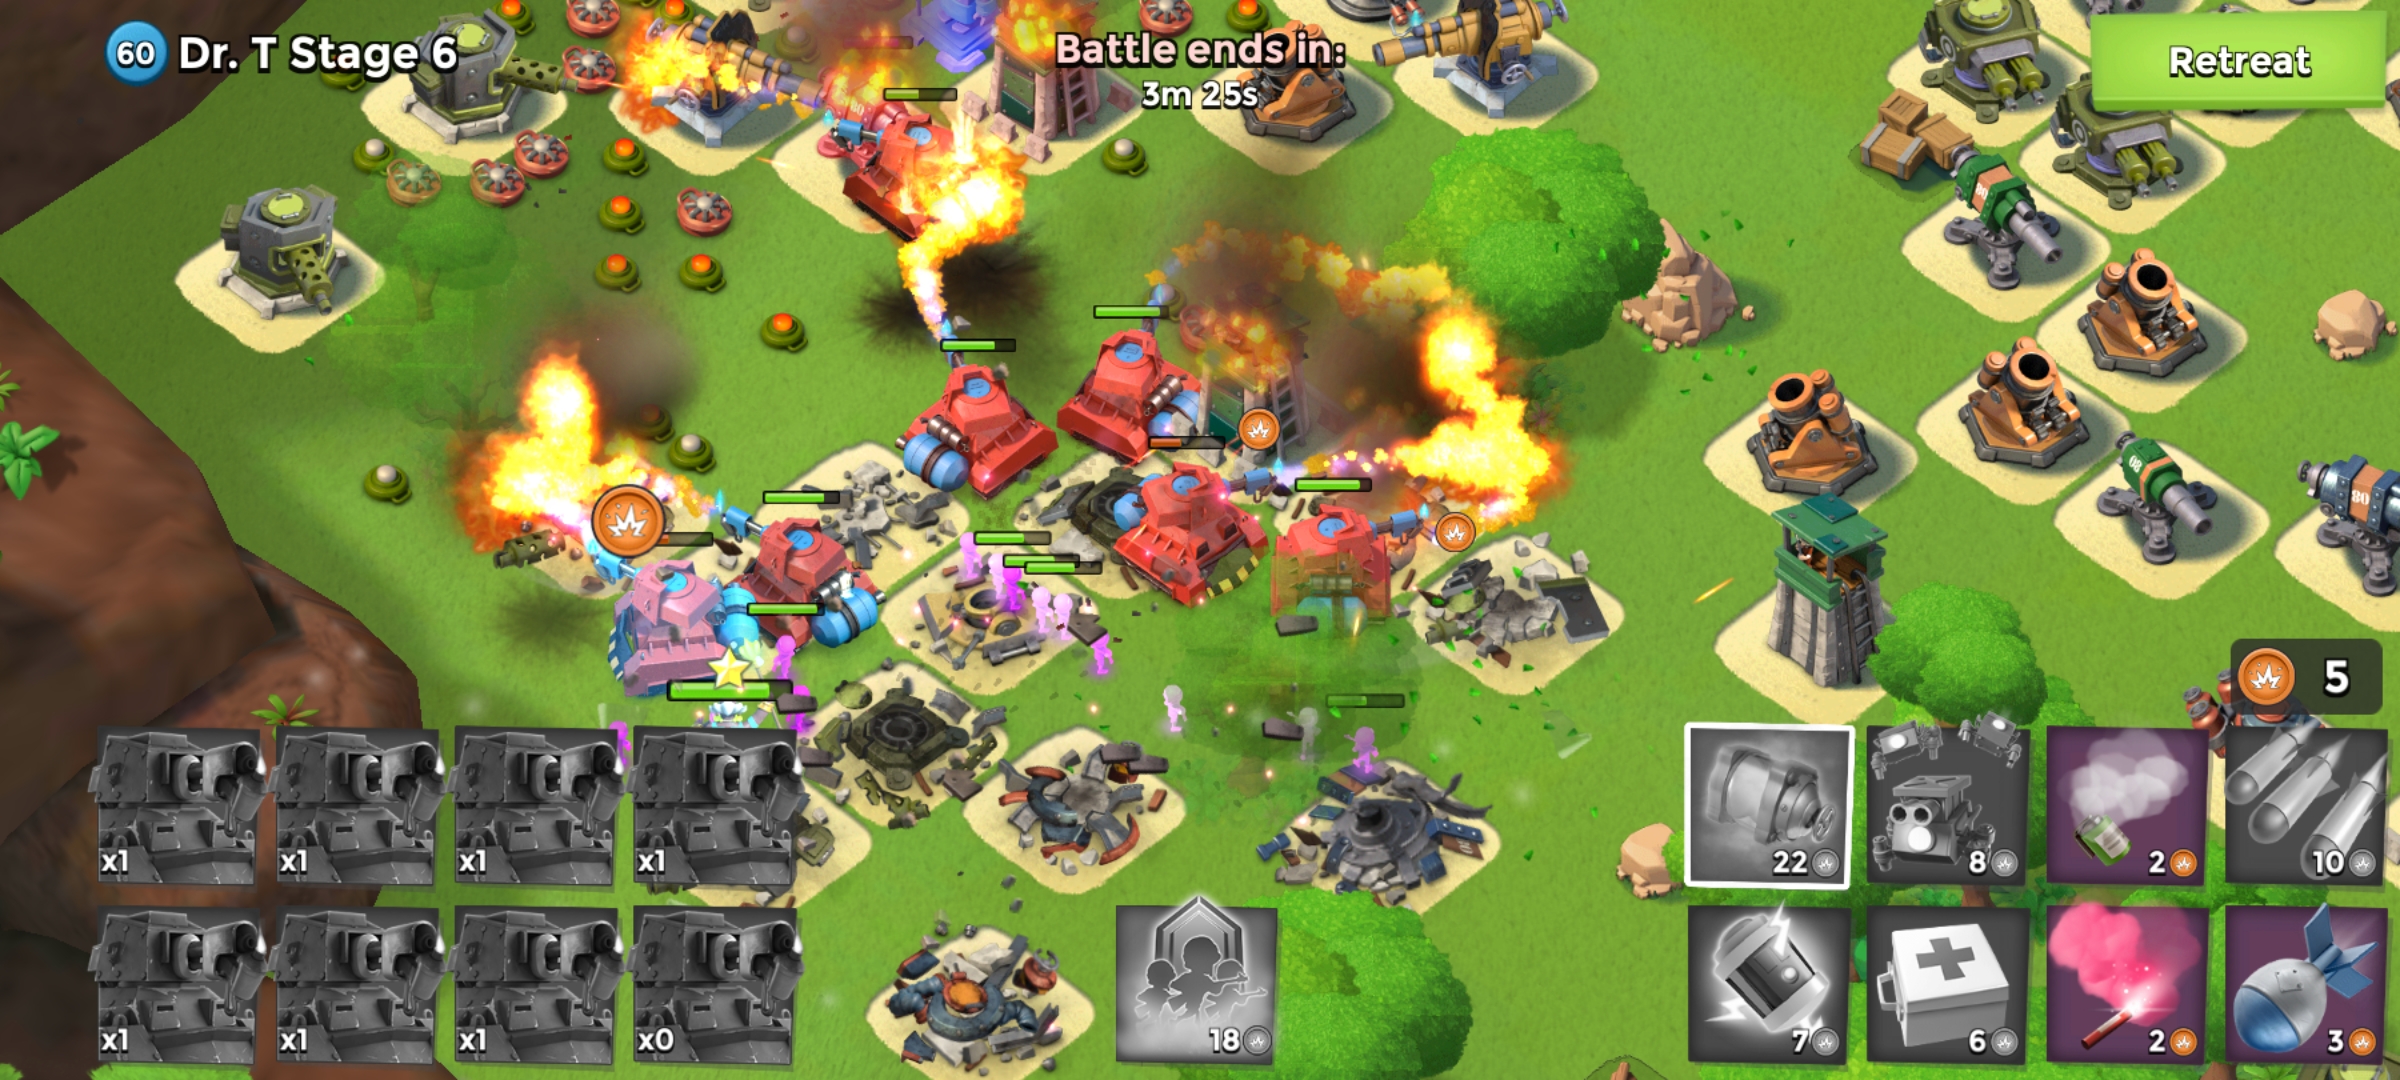 60 Dr. T Stage 6
Battle ends in:
3m 25s
Retreat
5
x1 x1 x1 x1
22 8 2 10
x1 x1 x1 x0
18
7 6 2 3